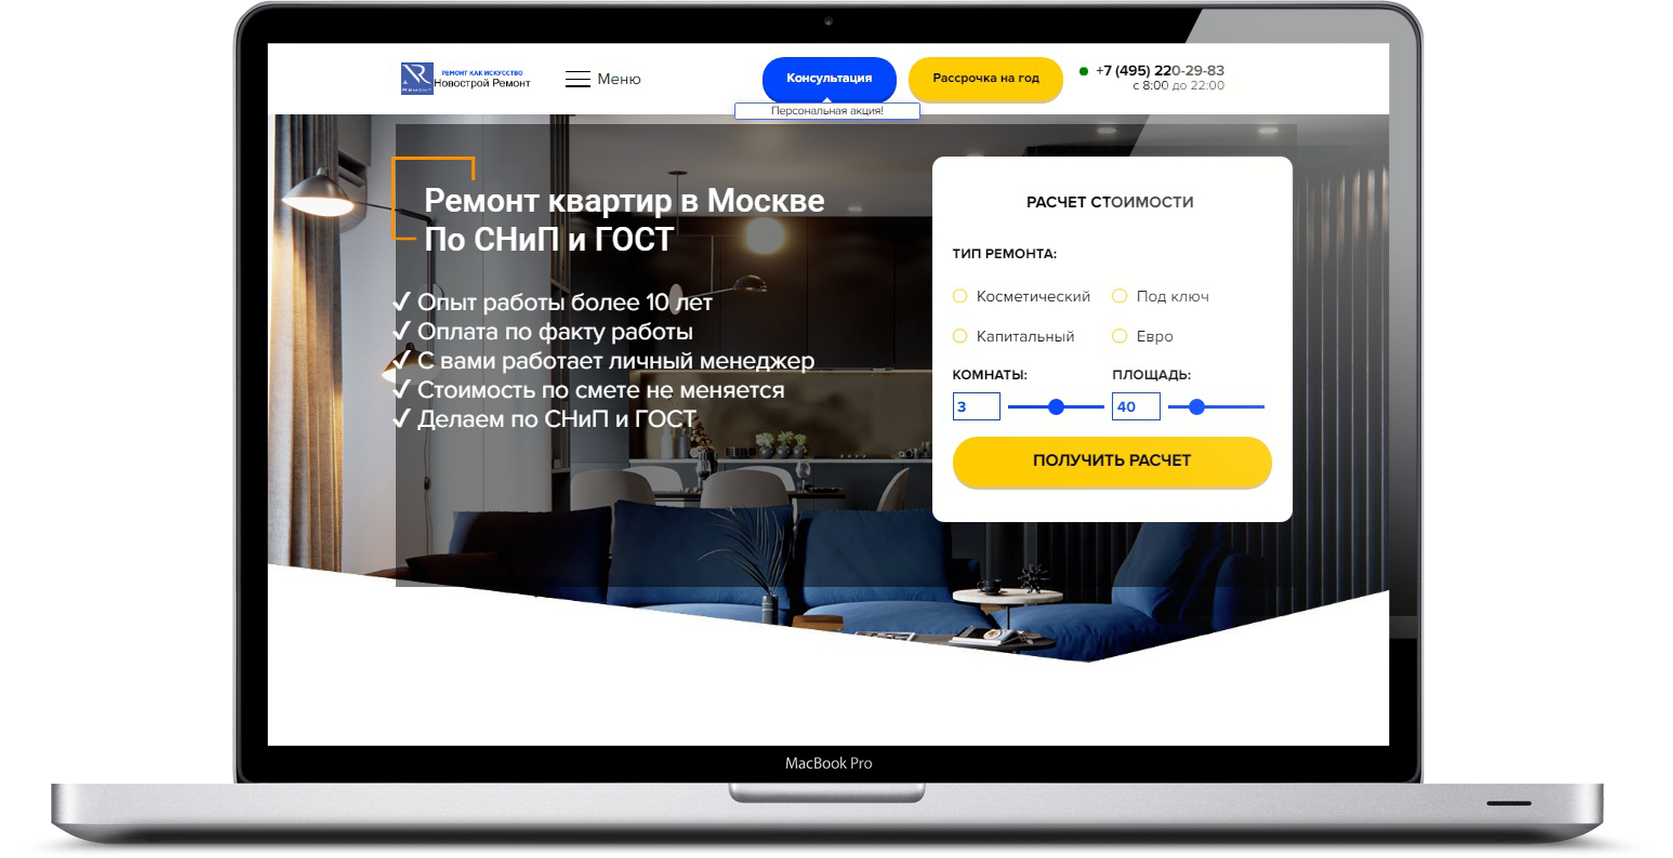 РЕМОНТ КАК ИСКУССТВО
Новострой Ремонт
Ремонт
Меню
Консультация
Персональная акция!
Рассрочка на год
+7 (495) 220-29-83
с 8:00 до 22:00
Ремонт квартир в Москве
По СНиП и ГОСТ
✓ Опыт работы более 10 лет
✓ Оплата по факту работы
✓ С вами работает личный менеджер
✓ Стоимость по смете не меняется
✓ Делаем по СНиП и ГОСТ
РАСЧЕТ СТОИМОСТИ
ТИП РЕМОНТА:
Косметический
Под ключ
Капитальный
Евро
КОМНАТЫ:
ПЛОЩАДЬ:
3
40
ПОЛУЧИТЬ РАСЧЕТ
MacBook Pro